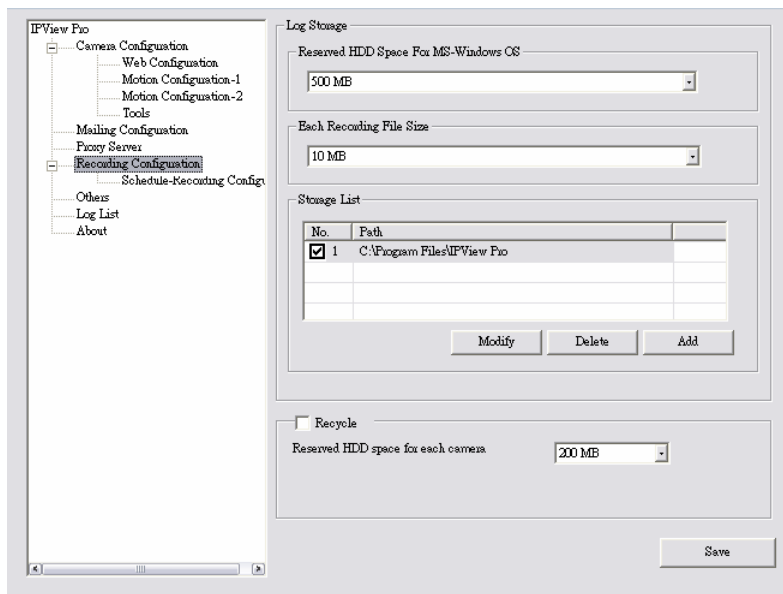 IPView Pro
Camera Configuration
Web Configuration
Motion Configuration-1
Motion Configuration-2
Tools
Mailing Configuration
Proxy Server
Recording Configuration
Schedule-Recording Configu
Others
Log List
About
Log Storage
Reserved HDD Space For MS-Windows OS
500 MB
Each Recording File Size
10 MB
Storage List
No. Path
1 C:\Program Files\IPView Pro
Modify Delete Add
Recycle
Reserved HDD space for each camera 200 MB
Save